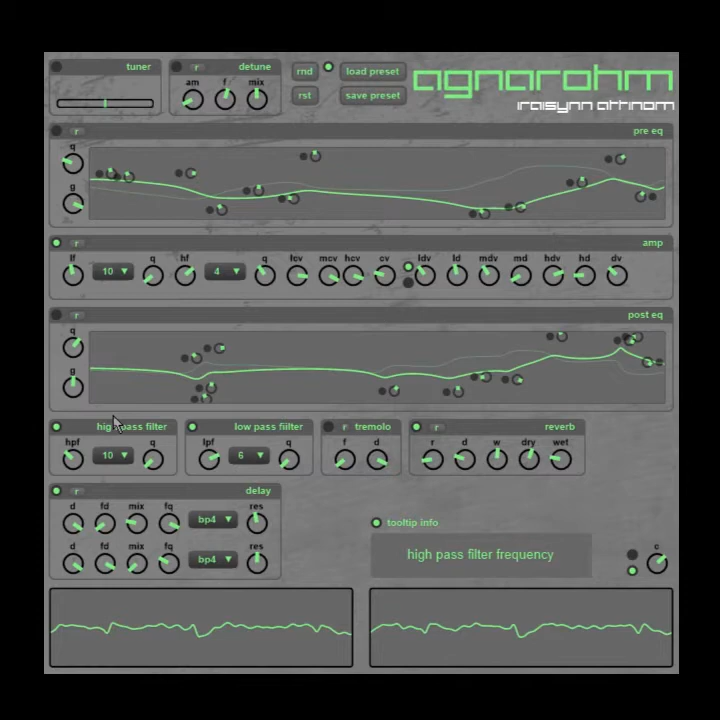 tuner
r detune
am f mix
rnd load preset
rst save preset
agnarohm
iraisynn attinom
r pre eq
q
g
r amp
lf 10 q hf 4 q lcv mcv hcv cv ldv ld mdv md hdv hd dv
r post eq
q
g
high pass filter
hpf 10 q
low pass fiilter
lpf 6 q
r tremolo
f d
r reverb
r d w dry wet
r delay
d fd mix fq bp4 res
d fd mix fq bp4 res
tooltip info
high pass filter frequency
c